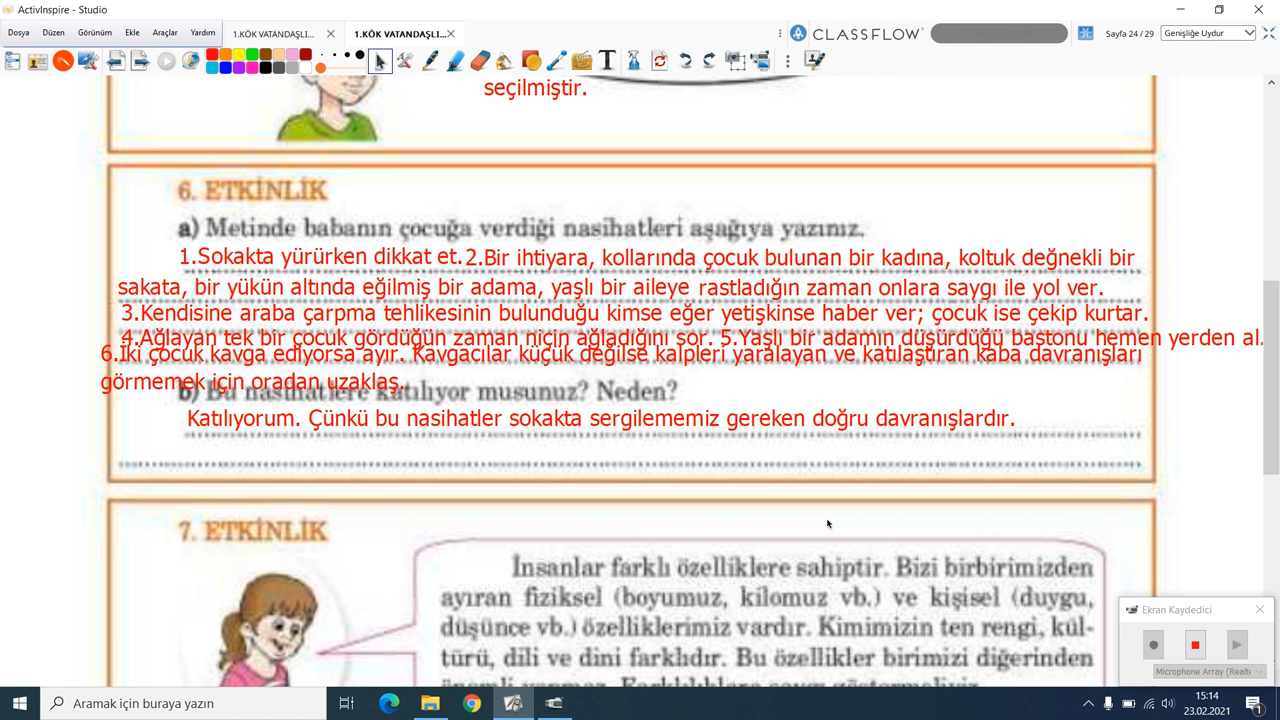 ActivInspire - Studio
Dosya Düzen Görünüm Ekle Araçlar Yardım
1.KÖK VATANDAŞLI...
1.KÖK VATANDAŞLI...
CLASSFLOW
Sayfa 24 / 29
Genişliğe Uydur
seçilmiştir.
6. ETKİNLİK
a) Metinde babanın çocuğa verdiği nasihatleri aşağıya yazınız.
1.Sokakta yürürken dikkat et. 2.Bir ihtiyara, kollarında çocuk bulunan bir kadına, koltuk değnekli bir
sakata, bir yükün altında eğilmiş bir adama, yaşlı bir aileye rastladığın zaman onlara saygı ile yol ver.
3.Kendisine araba çarpma tehlikesinin bulunduğu kimse eğer yetişkinse haber ver; çocuk ise çekip kurtar.
4.Ağlayan tek bir çocuk gördüğün zaman niçin ağladığını sor. 5.Yaşlı bir adamın düşürdüğü bastonu hemen yerden al.
6.İki çocuk kavga ediyorsa ayır. Kavgacılar küçük değilse kalpleri yaralayan ve katılaştıran kaba davranışları
görmemek için oradan uzaklaş.
b) Bu nasihatlere katılıyor musunuz? Neden?
Katılıyorum. Çünkü bu nasihatler sokakta sergilememiz gereken doğru davranışlardır.
7. ETKİNLİK
İnsanlar farklı özelliklere sahiptir. Bizi birbirimizden
ayıran fiziksel (boyumuz, kilomuz vb.) ve kişisel (duygu,
düşünce vb.) özelliklerimiz vardır. Kimimizin ten rengi, kül-
türü, dili ve dini farklıdır. Bu özellikler birimizi diğerinden
Ekran Kaydedici
Microphone Array (Realte
Aramak için buraya yazın
15:14
23.02.2021
1